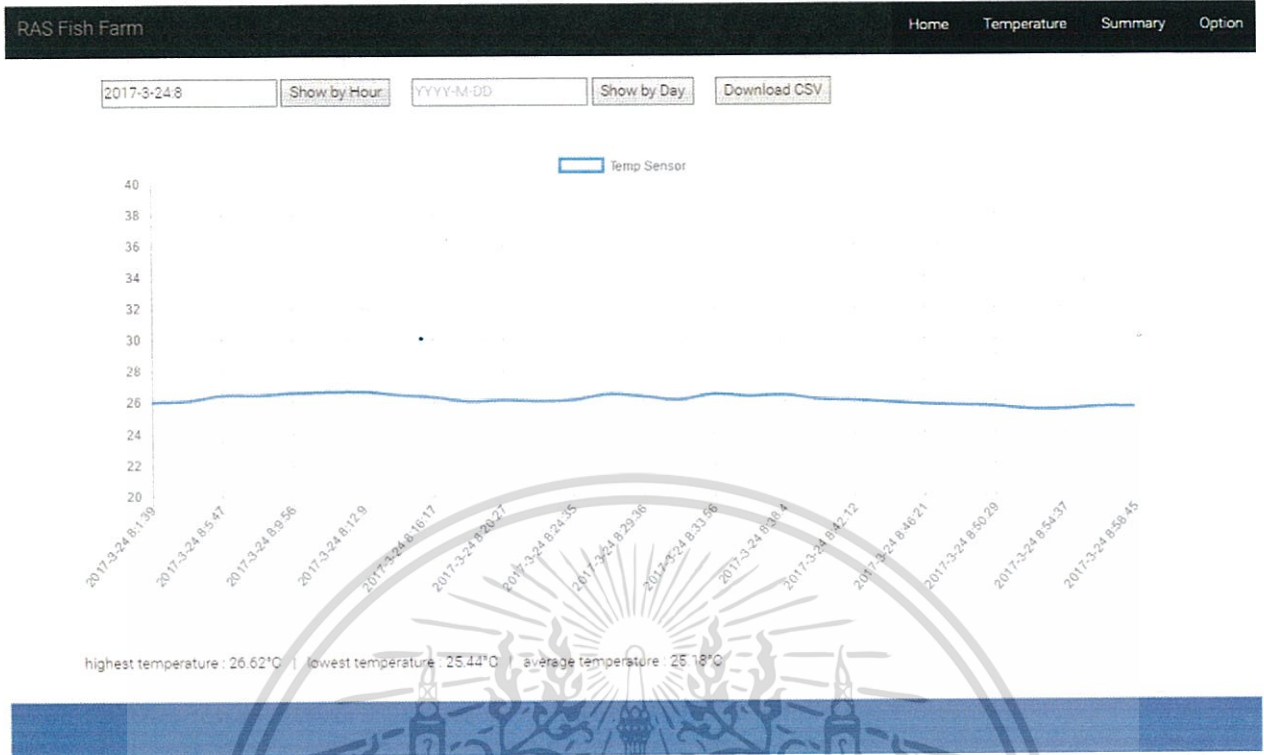 RAS Fish Farm Home Temperature Summary Option
2017-3-24:8 Show by Hour YYYY-M-DD Show by Day Download CSV
Temp Sensor
40
38
36
34
32
30
28
26
24
22
20
2017-3-24 8:1:39 2017-3-24 8:5:47 2017-3-24 8:9:56 2017-3-24 8:12:9 2017-3-24 8:16:17 2017-3-24 8:20:27 2017-3-24 8:24:35 2017-3-24 8:29:36 2017-3-24 8:33:56 2017-3-24 8:38:4 2017-3-24 8:42:12 2017-3-24 8:46:21 2017-3-24 8:50:29 2017-3-24 8:54:37 2017-3-24 8:58:45
highest temperature : 26.62°C | lowest temperature : 25.44°C | average temperature : 25.18°C